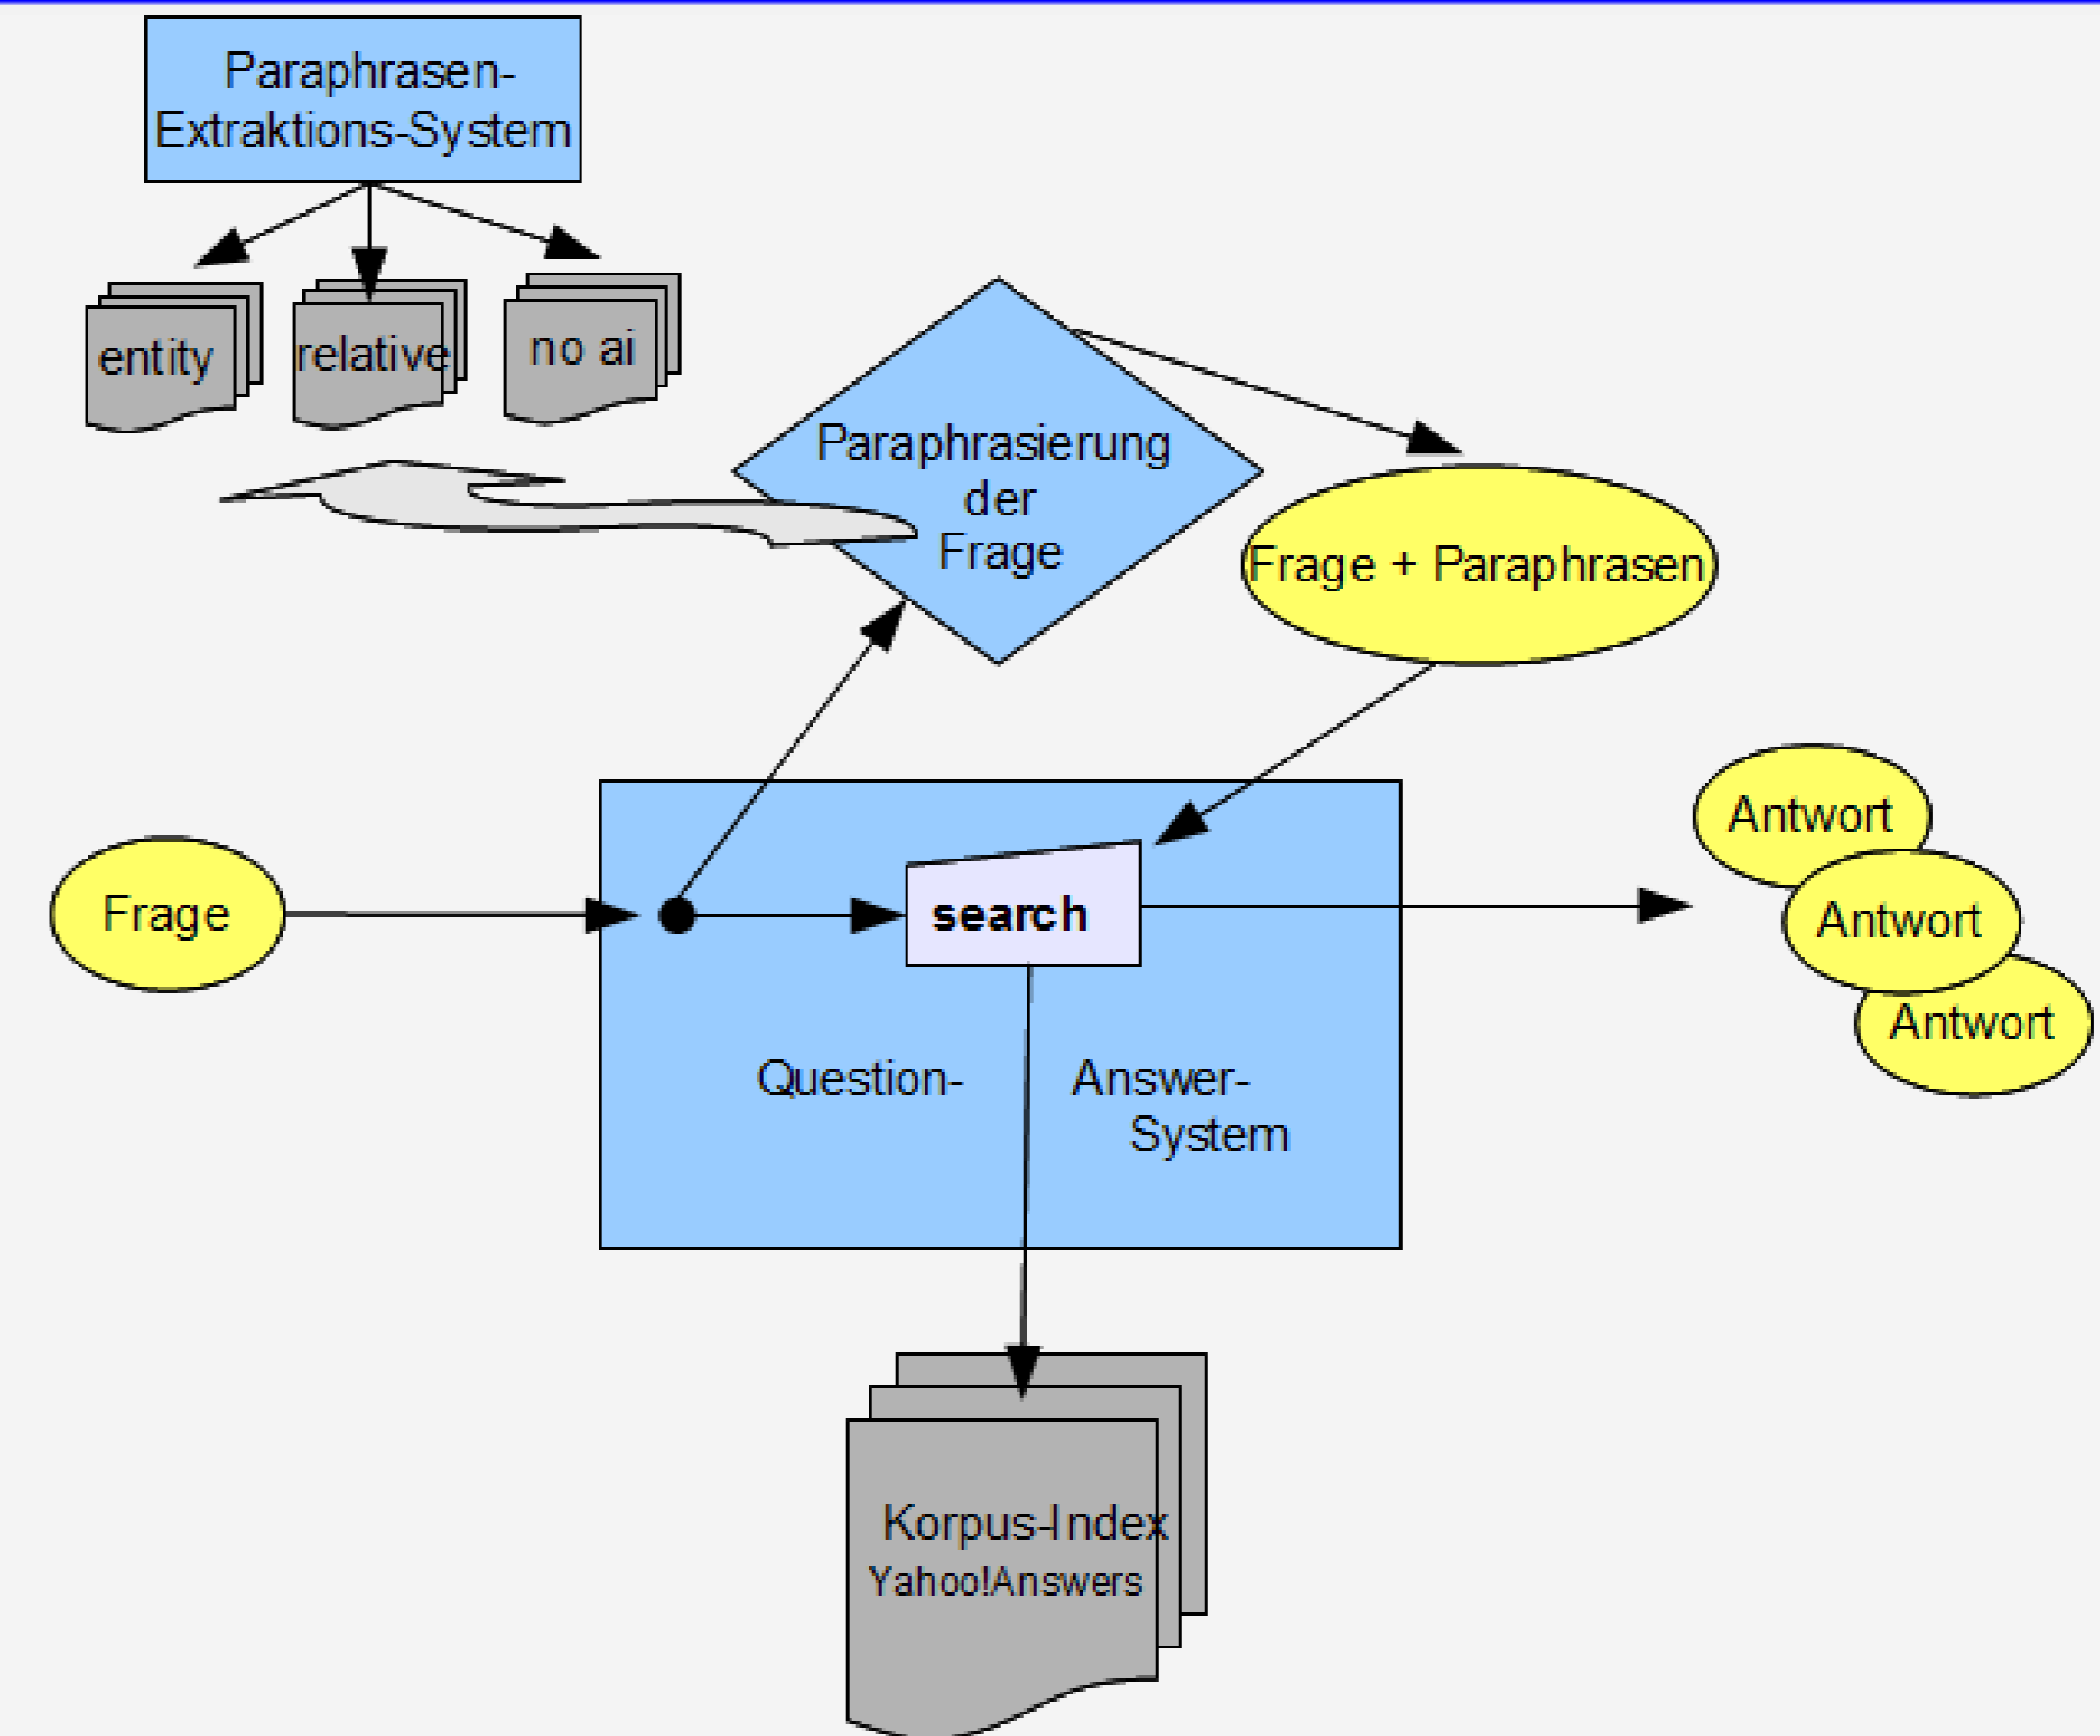 Paraphrasen-
Extraktions-System
entity
relative
no ai
Paraphrasierung
der
Frage
Frage + Paraphrasen
Frage
search
Question- Answer-
System
Antwort
Antwort
Antwort
Korpus-Index
Yahoo!Answers